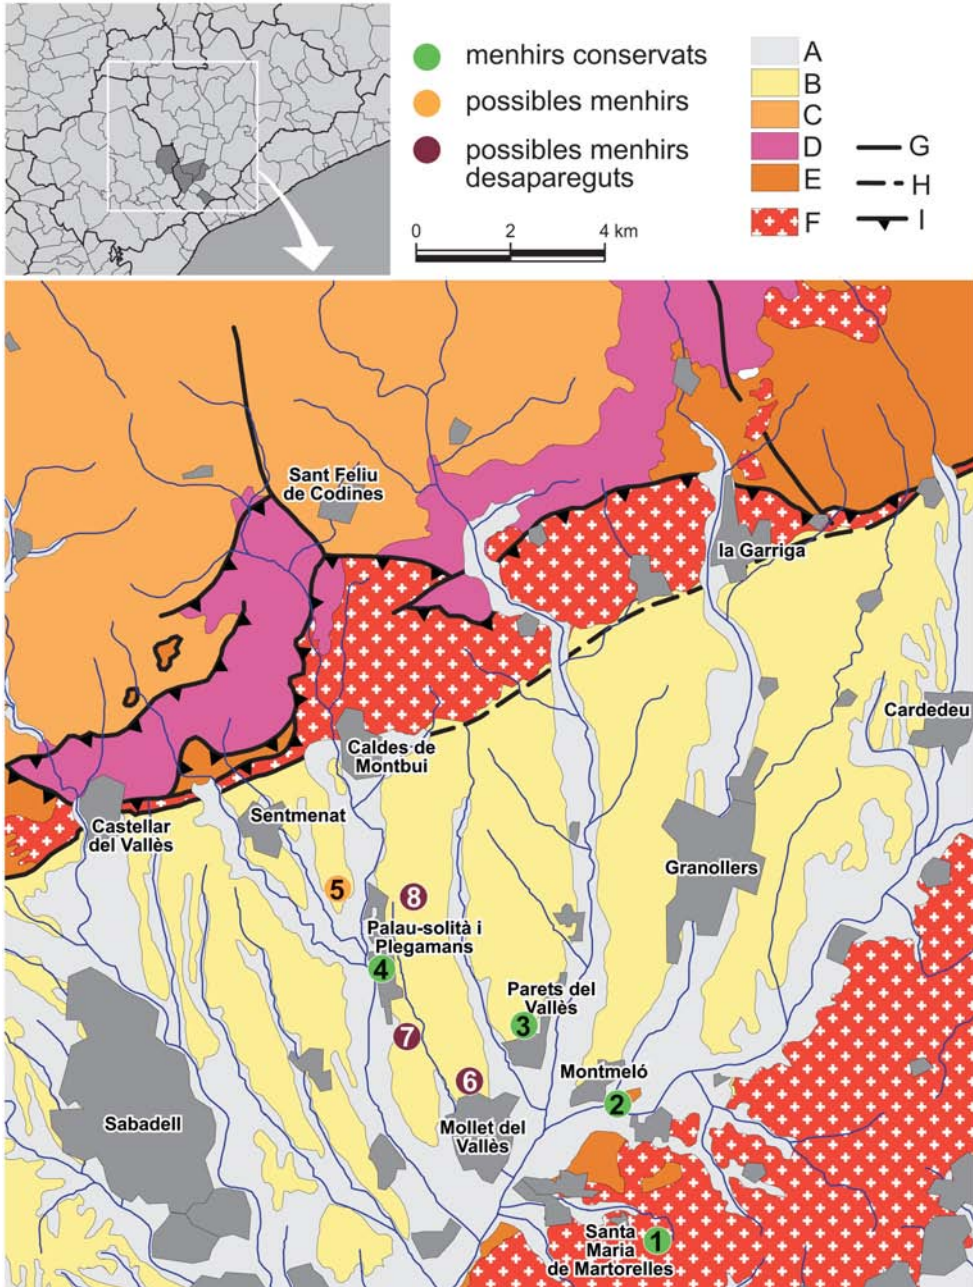 menhirs conservats
possibles menhirs
possibles menhirs
desapareguts
0 2 4 km
A
B
C
D
E
F
G
H
I
Sant Feliu
de Codines
la Garriga
Cardedeu
Caldes de
Montbui
Sentmenat
Castellar
del Vallès
Granollers
5
8
Palau-solità i
Plegamans
4
Parets del
Vallès
3
7
Montmeló
6
2
Sabadell
Mollet del
Vallès
Santa
Maria
de Martorelles
1